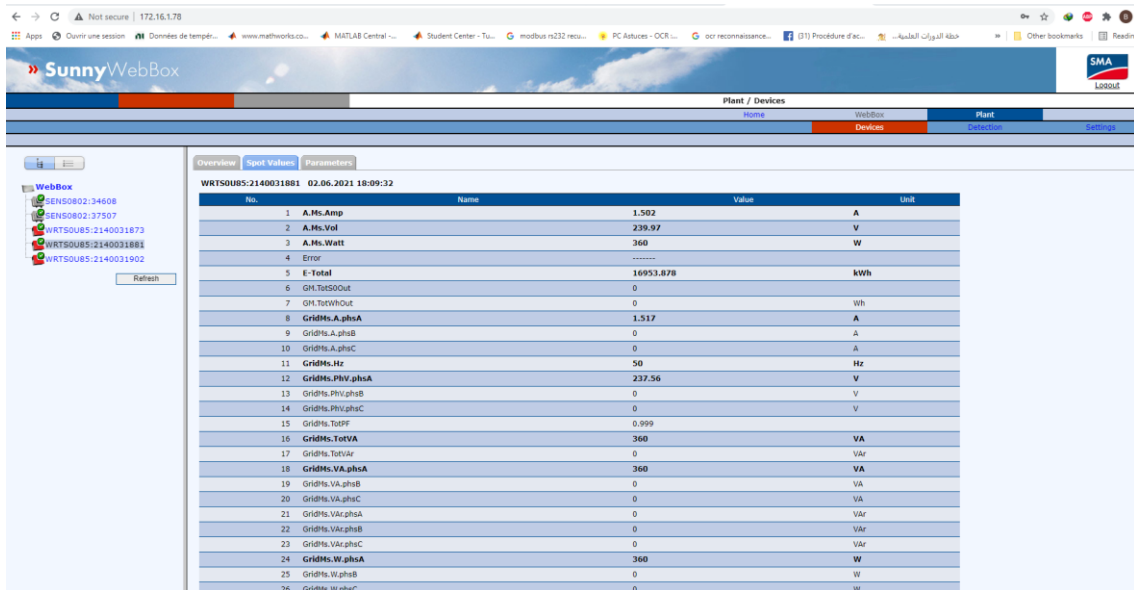 Not secure | 172.16.1.78
Apps Ouvrir une session Données de tempér... www.mathworks.co... MATLAB Central -... Student Center - Tu... modbus rs232 recu... PC Astuces - OCR :... ocr reconnaissance... (31) Procédure d'ac... خطة الدورات العلمية... » Other bookmarks Readin
» SunnyWebBox
SMA
Logout
Plant / Devices
Home WebBox Plant
Devices Detection Settings
Overview Spot Values Parameters
WebBox
SENS0802:34608
SENS0802:37507
WRTS0U85:2140031873
WRTS0U85:2140031881
WRTS0U85:2140031902
Refresh
WRTS0U85:2140031881 02.06.2021 18:09:32
No. Name Value Unit
1 A.Ms.Amp 1.502 A
2 A.Ms.Vol 239.97 V
3 A.Ms.Watt 360 W
4 Error -------
5 E-Total 16953.878 kWh
6 GM.TotS0Out 0
7 GM.TotWhOut 0 Wh
8 GridMs.A.phsA 1.517 A
9 GridMs.A.phsB 0 A
10 GridMs.A.phsC 0 A
11 GridMs.Hz 50 Hz
12 GridMs.PhV.phsA 237.56 V
13 GridMs.PhV.phsB 0 V
14 GridMs.PhV.phsC 0 V
15 GridMs.TotPF 0.999
16 GridMs.TotVA 360 VA
17 GridMs.TotVAr 0 VAr
18 GridMs.VA.phsA 360 VA
19 GridMs.VA.phsB 0 VA
20 GridMs.VA.phsC 0 VA
21 GridMs.VAr.phsA 0 VAr
22 GridMs.VAr.phsB 0 VAr
23 GridMs.VAr.phsC 0 VAr
24 GridMs.W.phsA 360 W
25 GridMs.W.phsB 0 W
26 GridMs.W.phsC 0 W